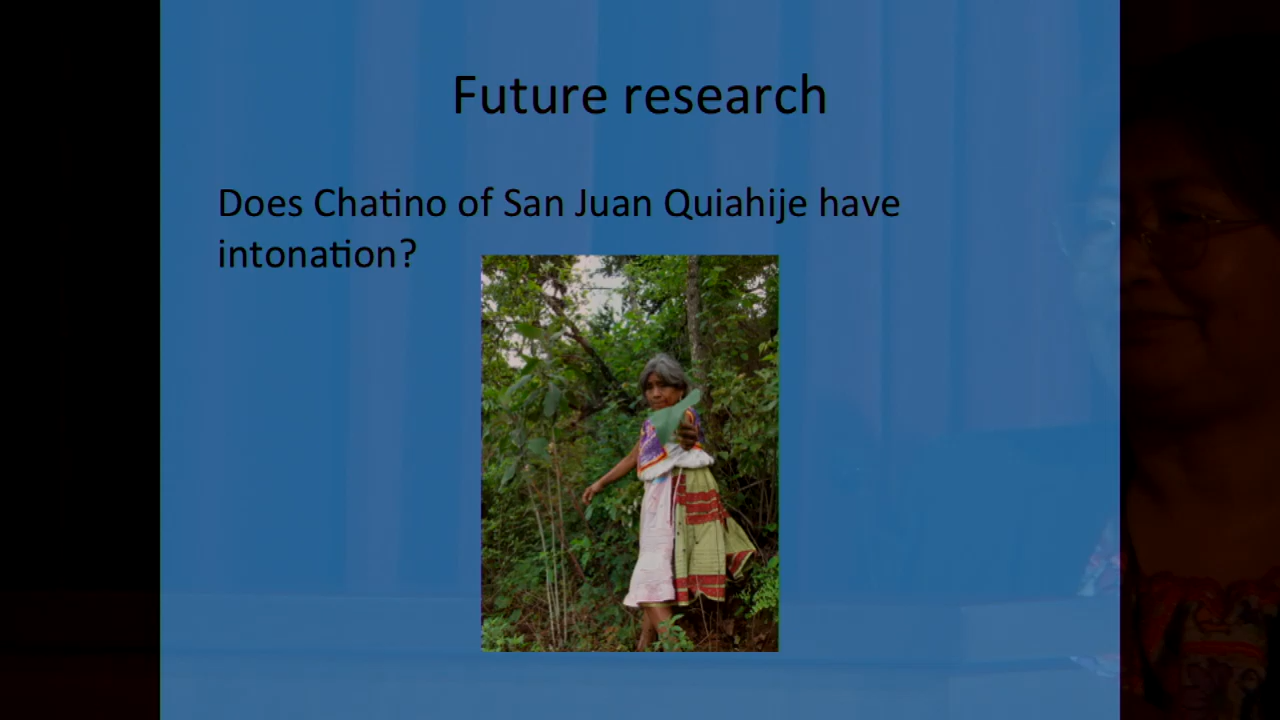 Future research
Does Chatino of San Juan Quiahije have
intonation?